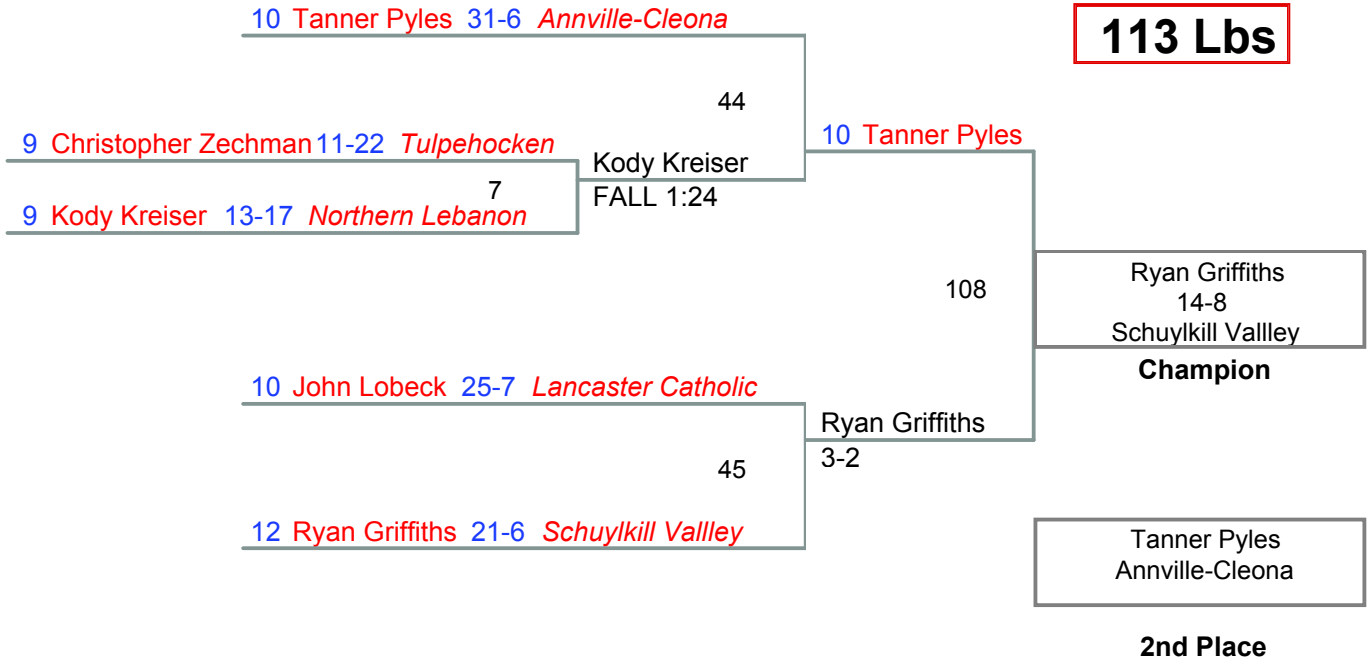 10 Tanner Pyles 31-6 Annville-Cleona
113 Lbs
44
9 Christopher Zechman 11-22 Tulpehocken
10 Tanner Pyles
Kody Kreiser
7
FALL 1:24
9 Kody Kreiser 13-17 Northern Lebanon
108
Ryan Griffiths
14-8
Schuylkill Vallley
Champion
10 John Lobeck 25-7 Lancaster Catholic
Ryan Griffiths
3-2
45
12 Ryan Griffiths 21-6 Schuylkill Vallley
Tanner Pyles
Annville-Cleona
2nd Place